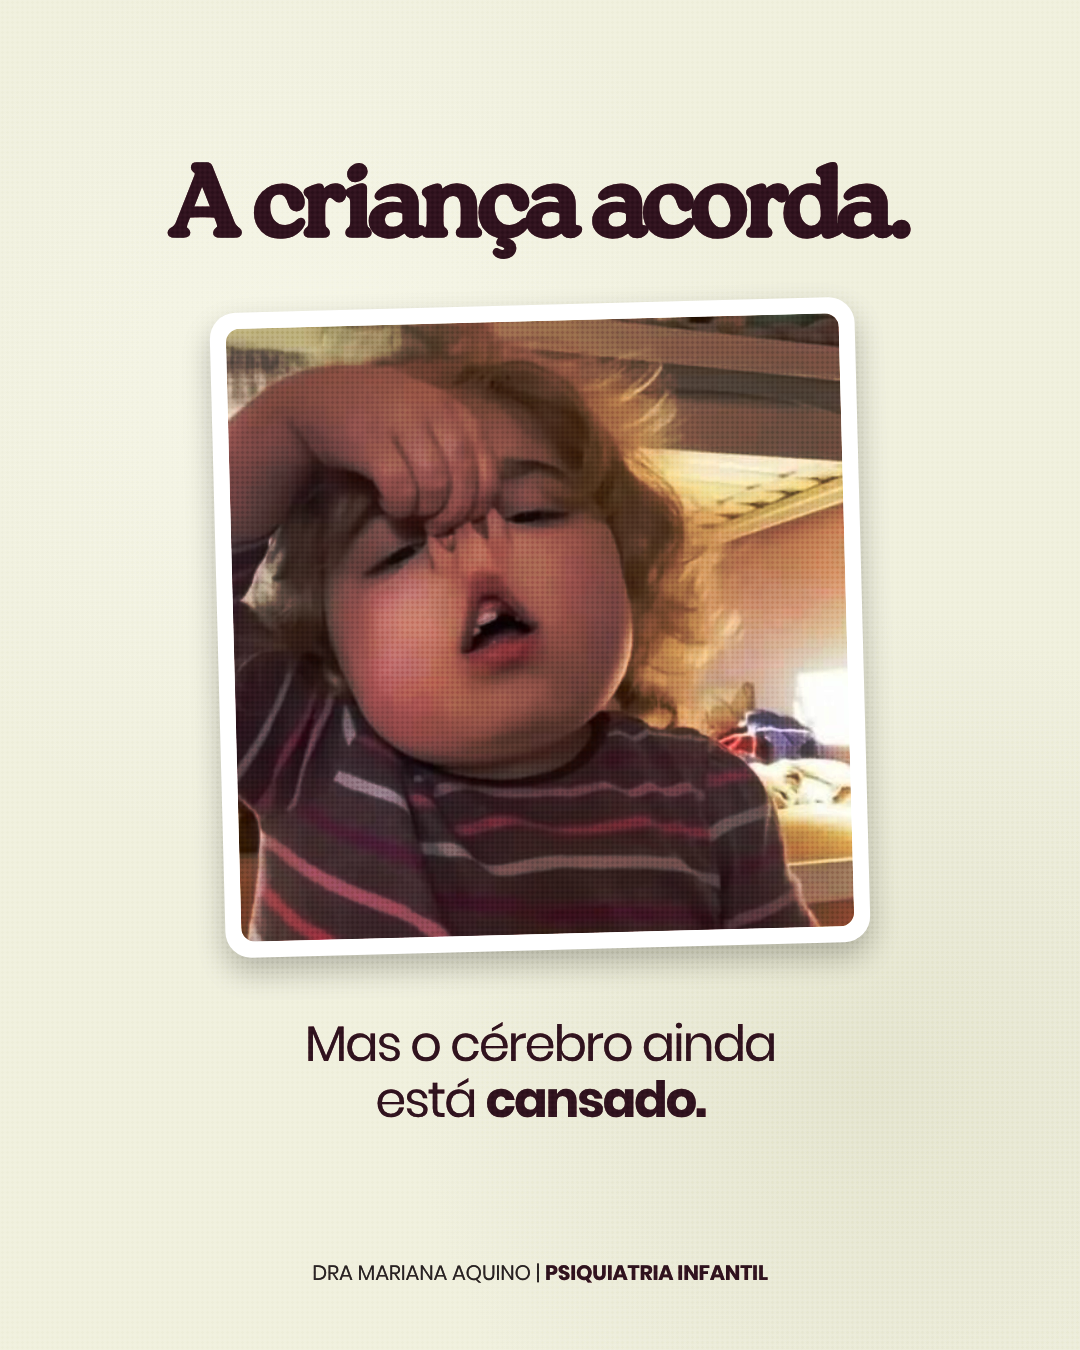 A criança acorda.
Mas o cérebro ainda
está cansado.
DRA MARIANA AQUINO | PSIQUIATRIA INFANTIL